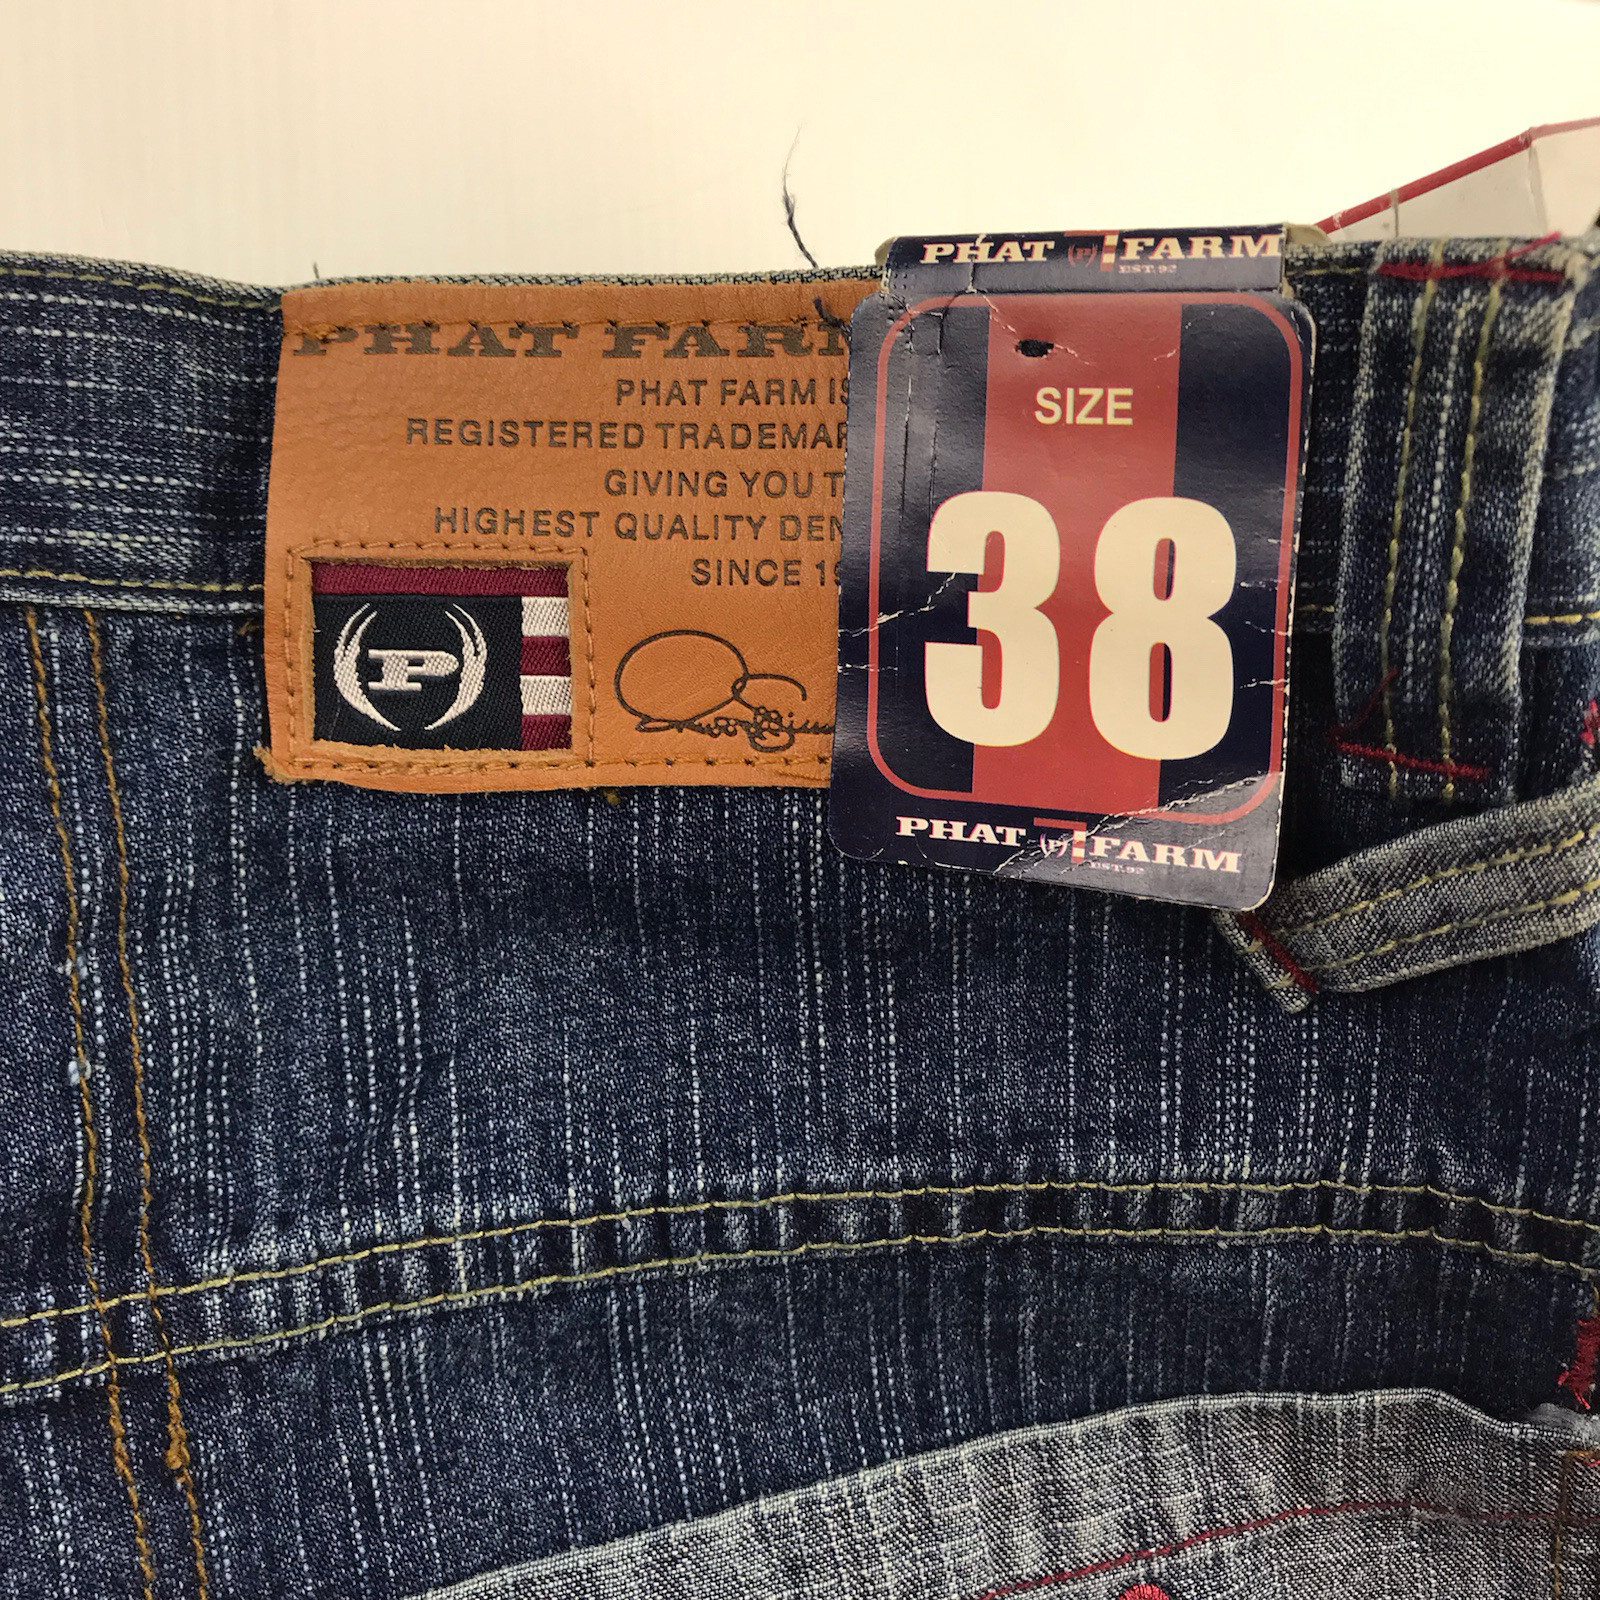 PHAT FARM
PHAT FARM IS
REGISTERED TRADEMAR
GIVING YOU T
HIGHEST QUALITY DEN
SINCE 19
P
PHAT (P) FARM
EST. 92
SIZE
38
PHAT (P) FARM
EST. 92